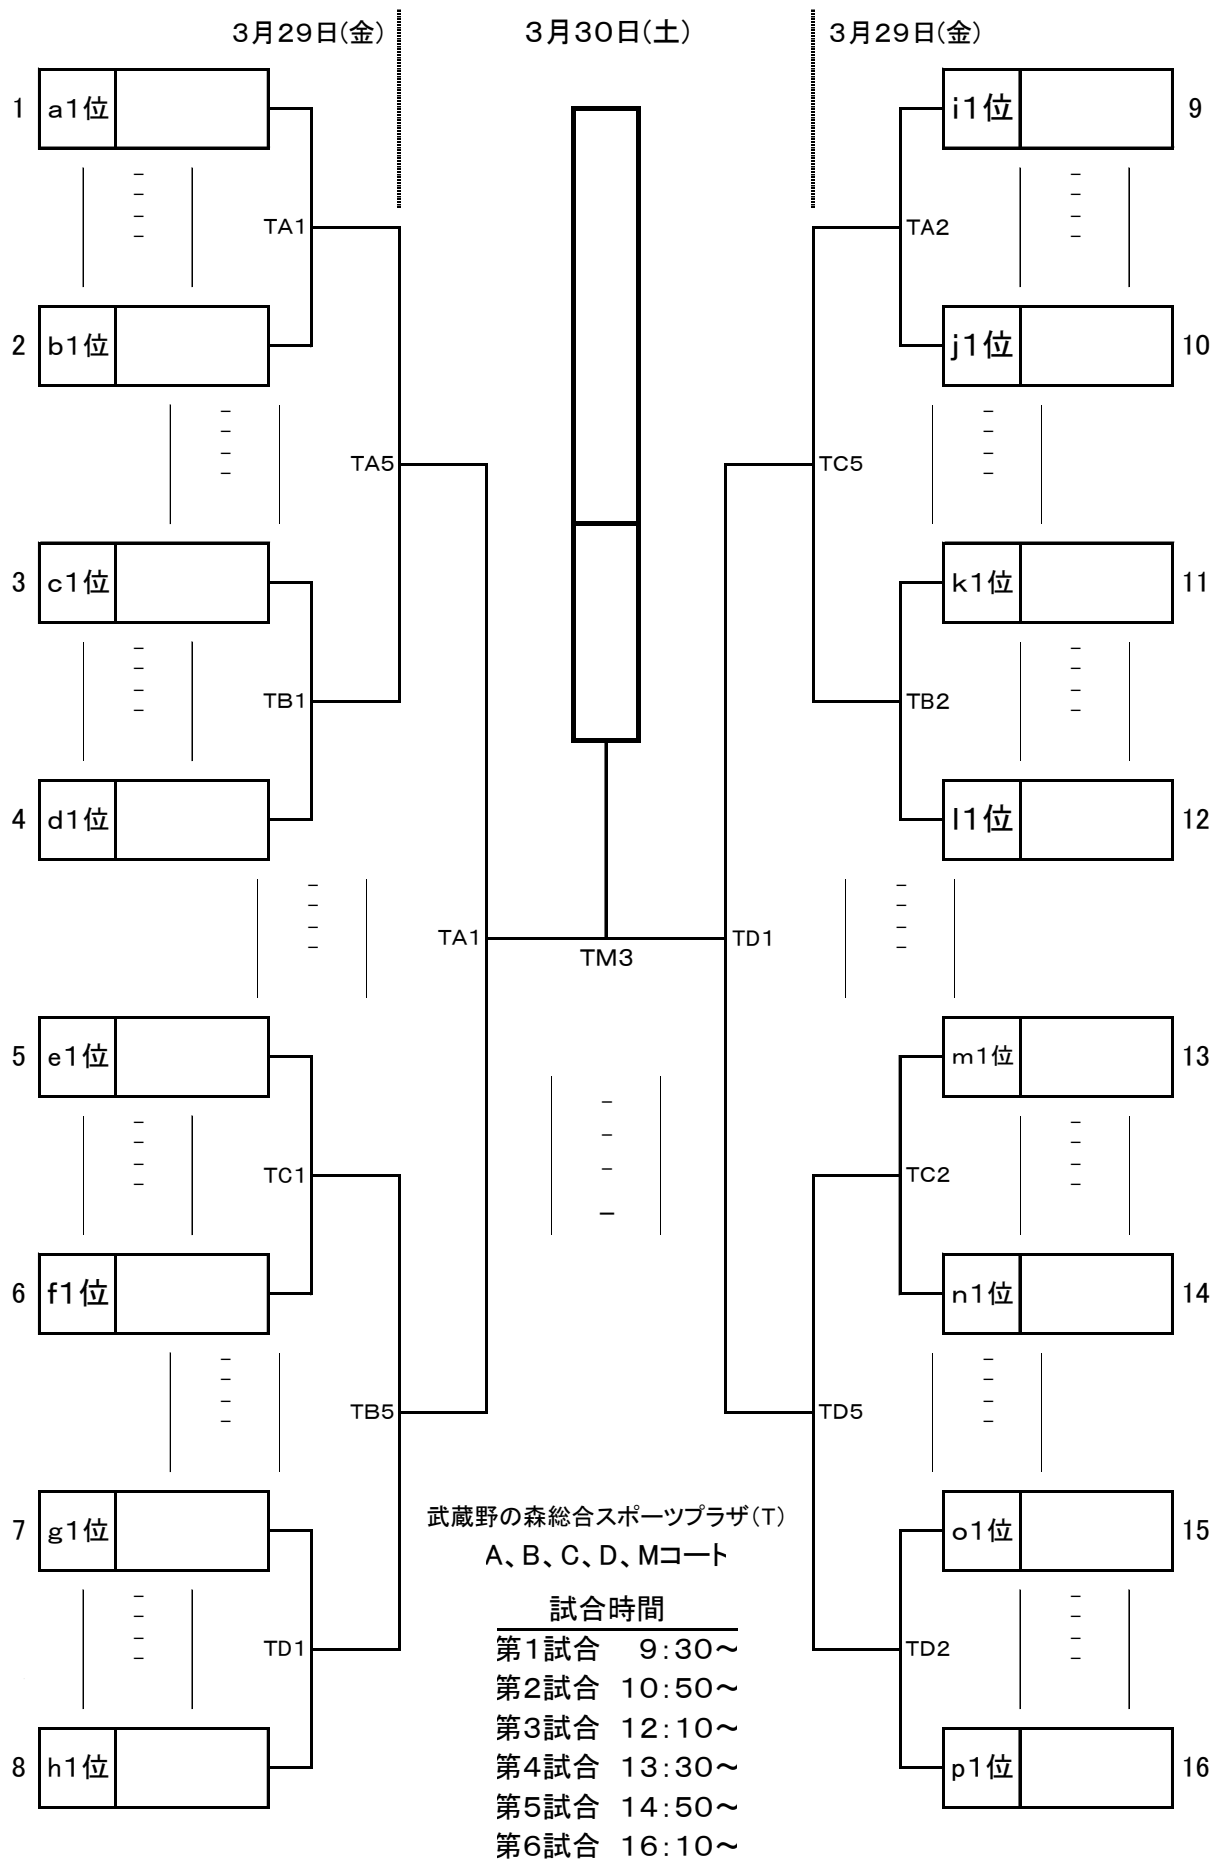 3月29日(金)
3月30日(土)
3月29日(金)
1 a1位
i1位 9
TA1
TA2
2 b1位
j1位 10
TA5
TC5
3 c1位
k1位 11
TB1
TB2
4 d1位
l1位 12
TA1
TM3
TD1
5 e1位
m1位 13
TC1
TC2
6 f1位
n1位 14
TB5
TD5
7 g1位
o1位 15
TD1
TD2
8 h1位
p1位 16
武蔵野の森総合スポーツプラザ(T)
A、B、C、D、Mコート
試合時間
第1試合 9:30~
第2試合 10:50~
第3試合 12:10~
第4試合 13:30~
第5試合 14:50~
第6試合 16:10~